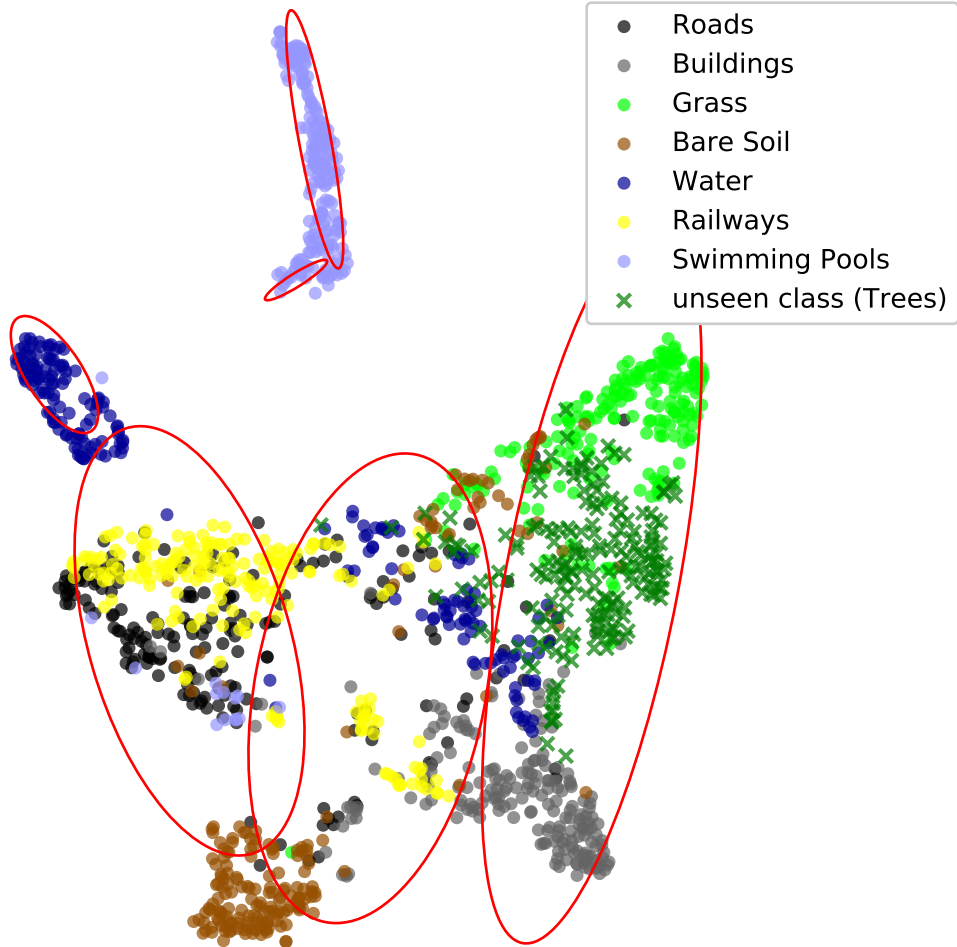 Roads
Buildings
Grass
Bare Soil
Water
Railways
Swimming Pools
unseen class (Trees)